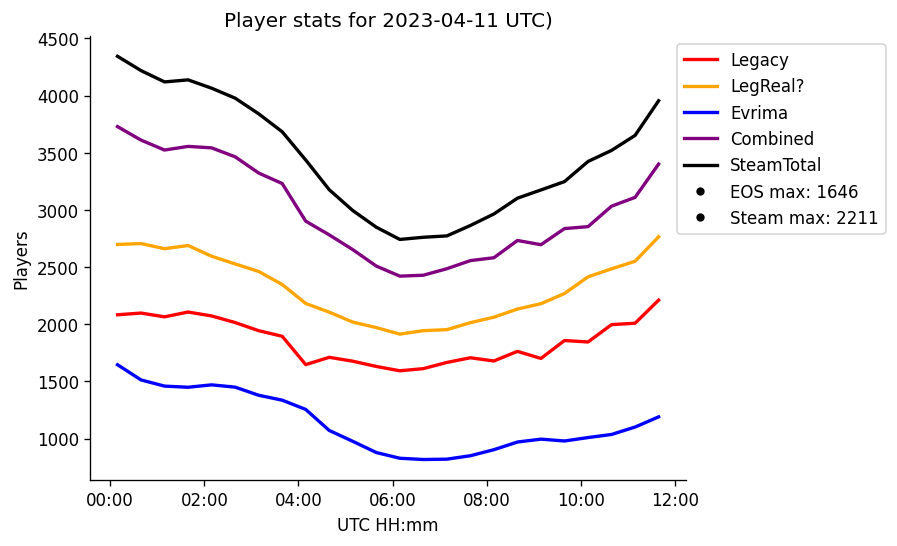 Player stats for 2023-04-11 UTC)
4500
4000
3500
3000
2500
2000
1500
1000
Players
00:00 02:00 04:00 06:00 08:00 10:00 12:00
UTC HH:mm
Legacy
LegReal?
Evrima
Combined
SteamTotal
EOS max: 1646
Steam max: 2211